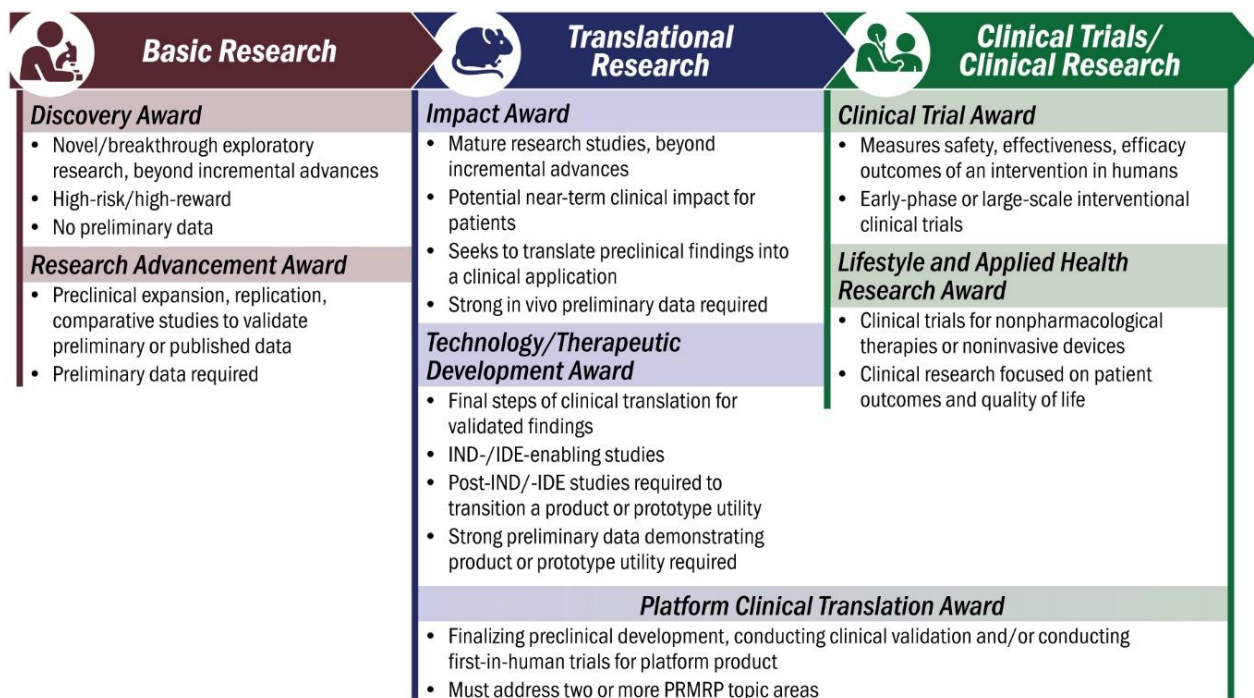 Basic Research
Discovery Award
• Novel/breakthrough exploratory
research, beyond incremental advances
• High-risk/high-reward
• No preliminary data
Research Advancement Award
• Preclinical expansion, replication,
comparative studies to validate
preliminary or published data
• Preliminary data required
Translational
Research
Impact Award
• Mature research studies, beyond
incremental advances
• Potential near-term clinical impact for
patients
• Seeks to translate preclinical findings into
a clinical application
• Strong in vivo preliminary data required
Technology/Therapeutic
Development Award
• Final steps of clinical translation for
validated findings
• IND-/IDE-enabling studies
• Post-IND/-IDE studies required to
transition a product or prototype utility
• Strong preliminary data demonstrating
product or prototype utility required
Clinical Trials/
Clinical Research
Clinical Trial Award
• Measures safety, effectiveness, efficacy
outcomes of an intervention in humans
• Early-phase or large-scale interventional
clinical trials
Lifestyle and Applied Health
Research Award
• Clinical trials for nonpharmacological
therapies or noninvasive devices
• Clinical research focused on patient
outcomes and quality of life
Platform Clinical Translation Award
• Finalizing preclinical development, conducting clinical validation and/or conducting
first-in-human trials for platform product
• Must address two or more PRMRP topic areas